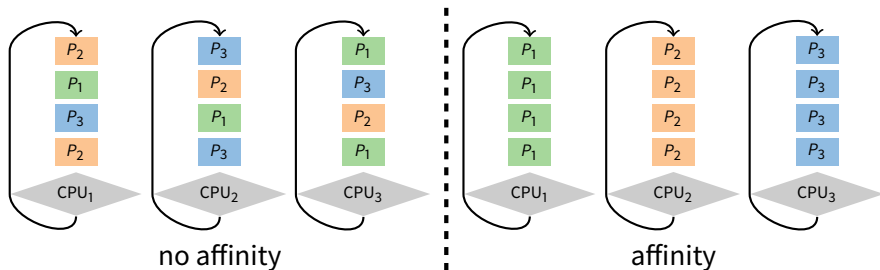 P2 P3 P1 P1 P2 P3
P1 P2 P3 P1 P2 P3
P3 P1 P2 P1 P2 P3
P2 P3 P1 P1 P2 P3
CPU1 CPU2 CPU3 CPU1 CPU2 CPU3
no affinity affinity